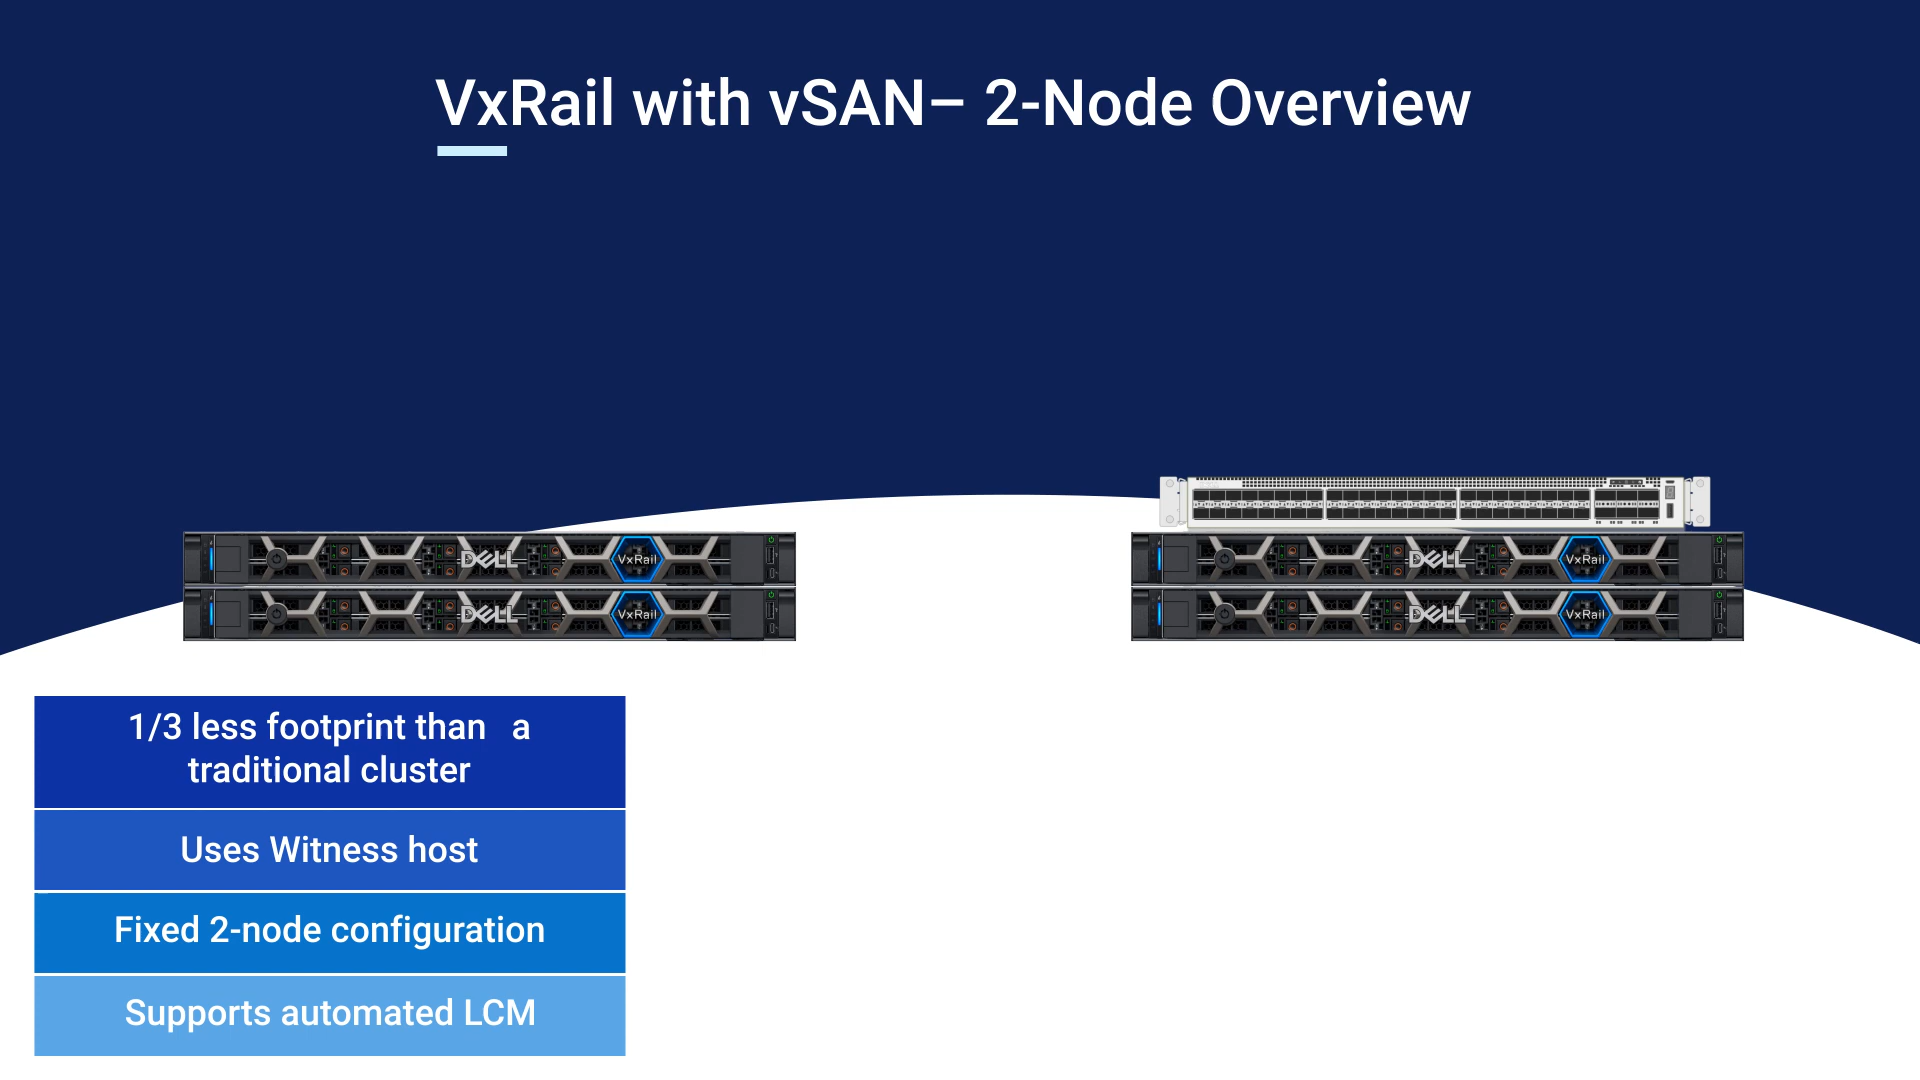 VxRail with vSAN– 2-Node Overview
DELL
VxRail
DELL
VxRail
DELL
VxRail
DELL
VxRail
1/3 less footprint than a
traditional cluster
Uses Witness host
Fixed 2-node configuration
Supports automated LCM